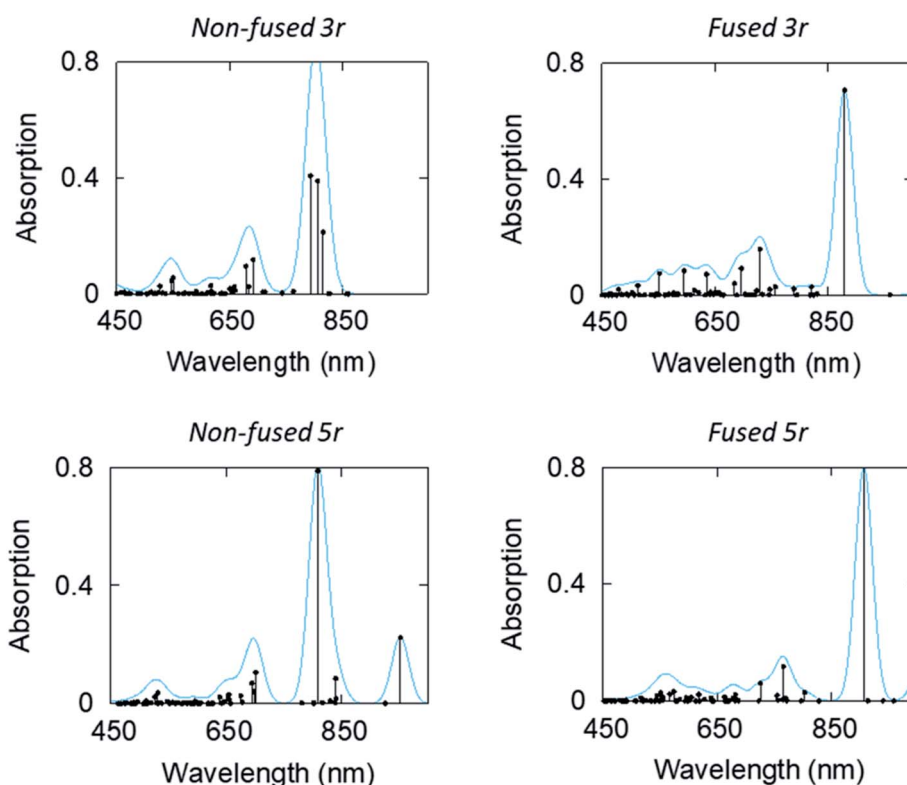 Non-fused 3r
0.8
0.4
0
450
650
850
Absorption
Wavelength (nm)
Fused 3r
0.8
0.4
0
450
650
850
Absorption
Wavelength (nm)
Non-fused 5r
0.8
0.4
0
450
650
850
Absorption
Wavelength (nm)
Fused 5r
0.8
0.4
0
450
650
850
Absorption
Wavelength (nm)